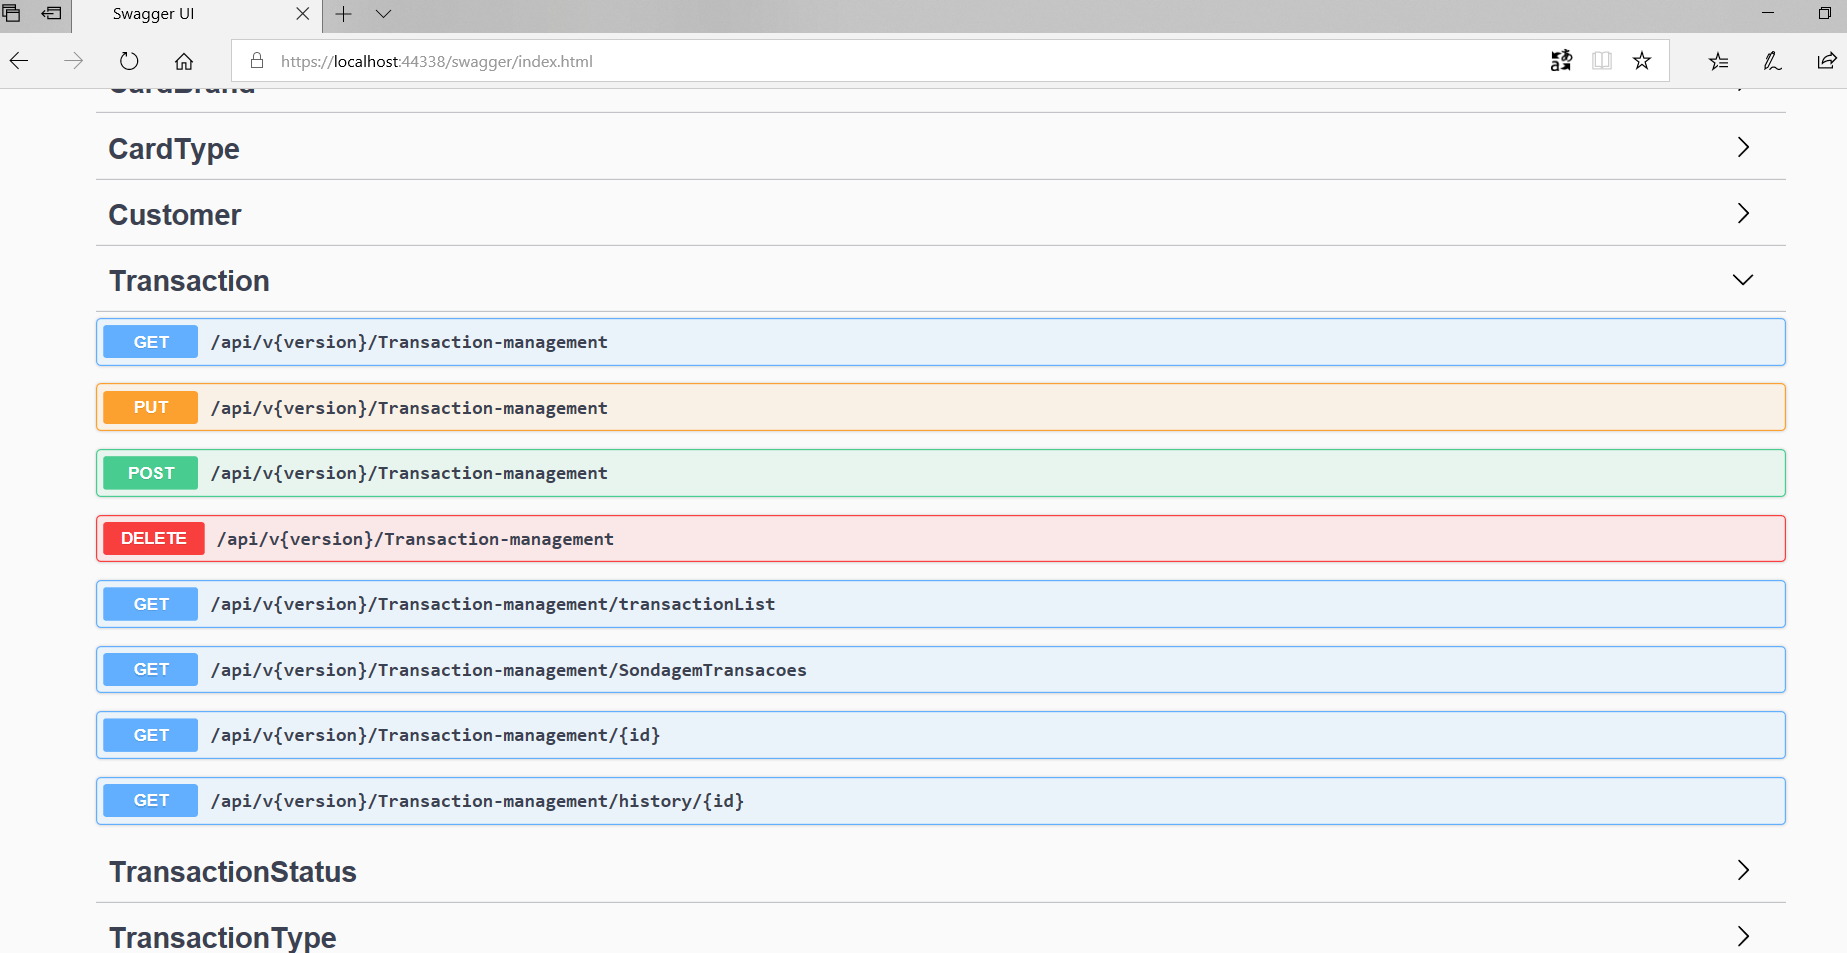 Swagger UI
https://localhost:44338/swagger/index.html
CardBrand
CardType
Customer
Transaction
GET /api/v{version}/Transaction-management
PUT /api/v{version}/Transaction-management
POST /api/v{version}/Transaction-management
DELETE /api/v{version}/Transaction-management
GET /api/v{version}/Transaction-management/transactionList
GET /api/v{version}/Transaction-management/SondagemTransacoes
GET /api/v{version}/Transaction-management/{id}
GET /api/v{version}/Transaction-management/history/{id}
TransactionStatus
TransactionType